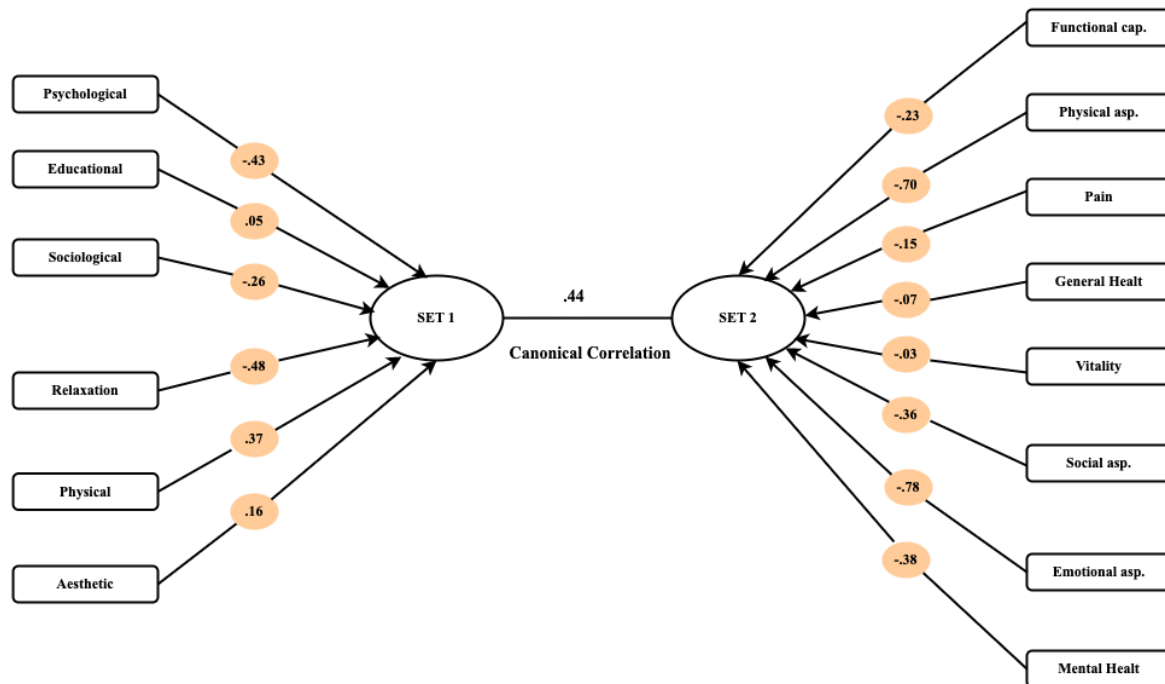 Functional cap.
Psychological
-.23
Physical asp.
-.43
Educational
-.70
Pain
.05
-.15
Sociological
-.26
General Healt
-.07
.44
SET 1
SET 2
Canonical Correlation
-.03
Vitality
-.48
Relaxation
-.36
.37
Social asp.
Physical
-.78
.16
-.38
Emotional asp.
Aesthetic
Mental Healt